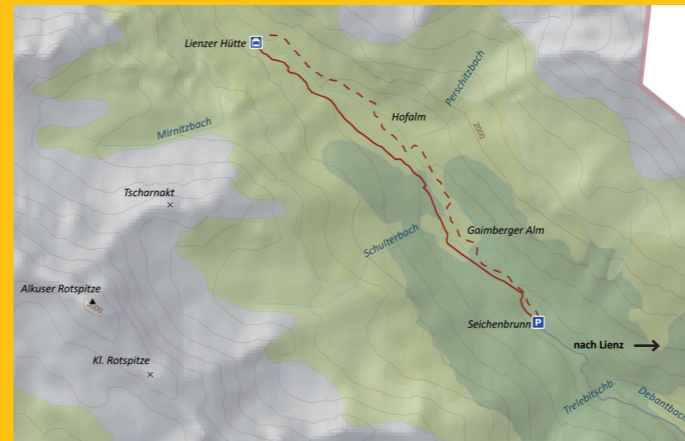 Lienzer Hütte
Perschitzbach
Hofalm
2000
Mirnitzbach
Tscharnakt
Schulterbach
Gaimberger Alm
Alkuser Rotspitze
3000
Seichenbrunn
P
nach Lienz
Kl. Rotspitze
Trelebitschb.
Debantbach